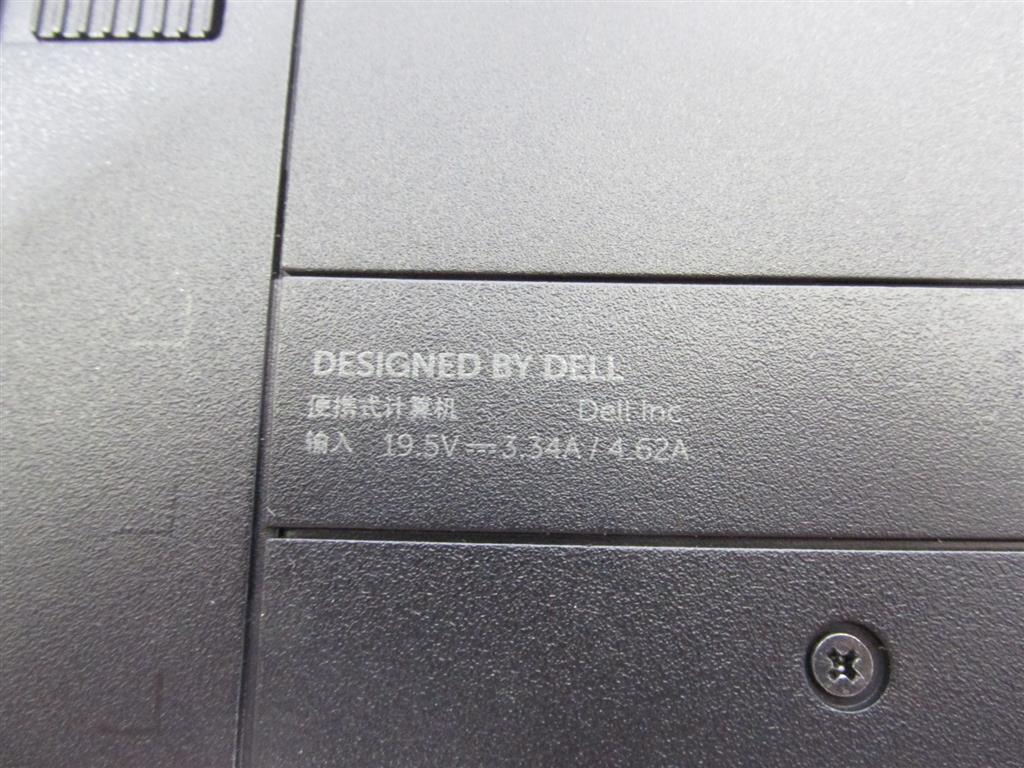 DESIGNED BY DELL
便携式计算机 Dell Inc
输入 19.5V⎓3.34A / 4.62A